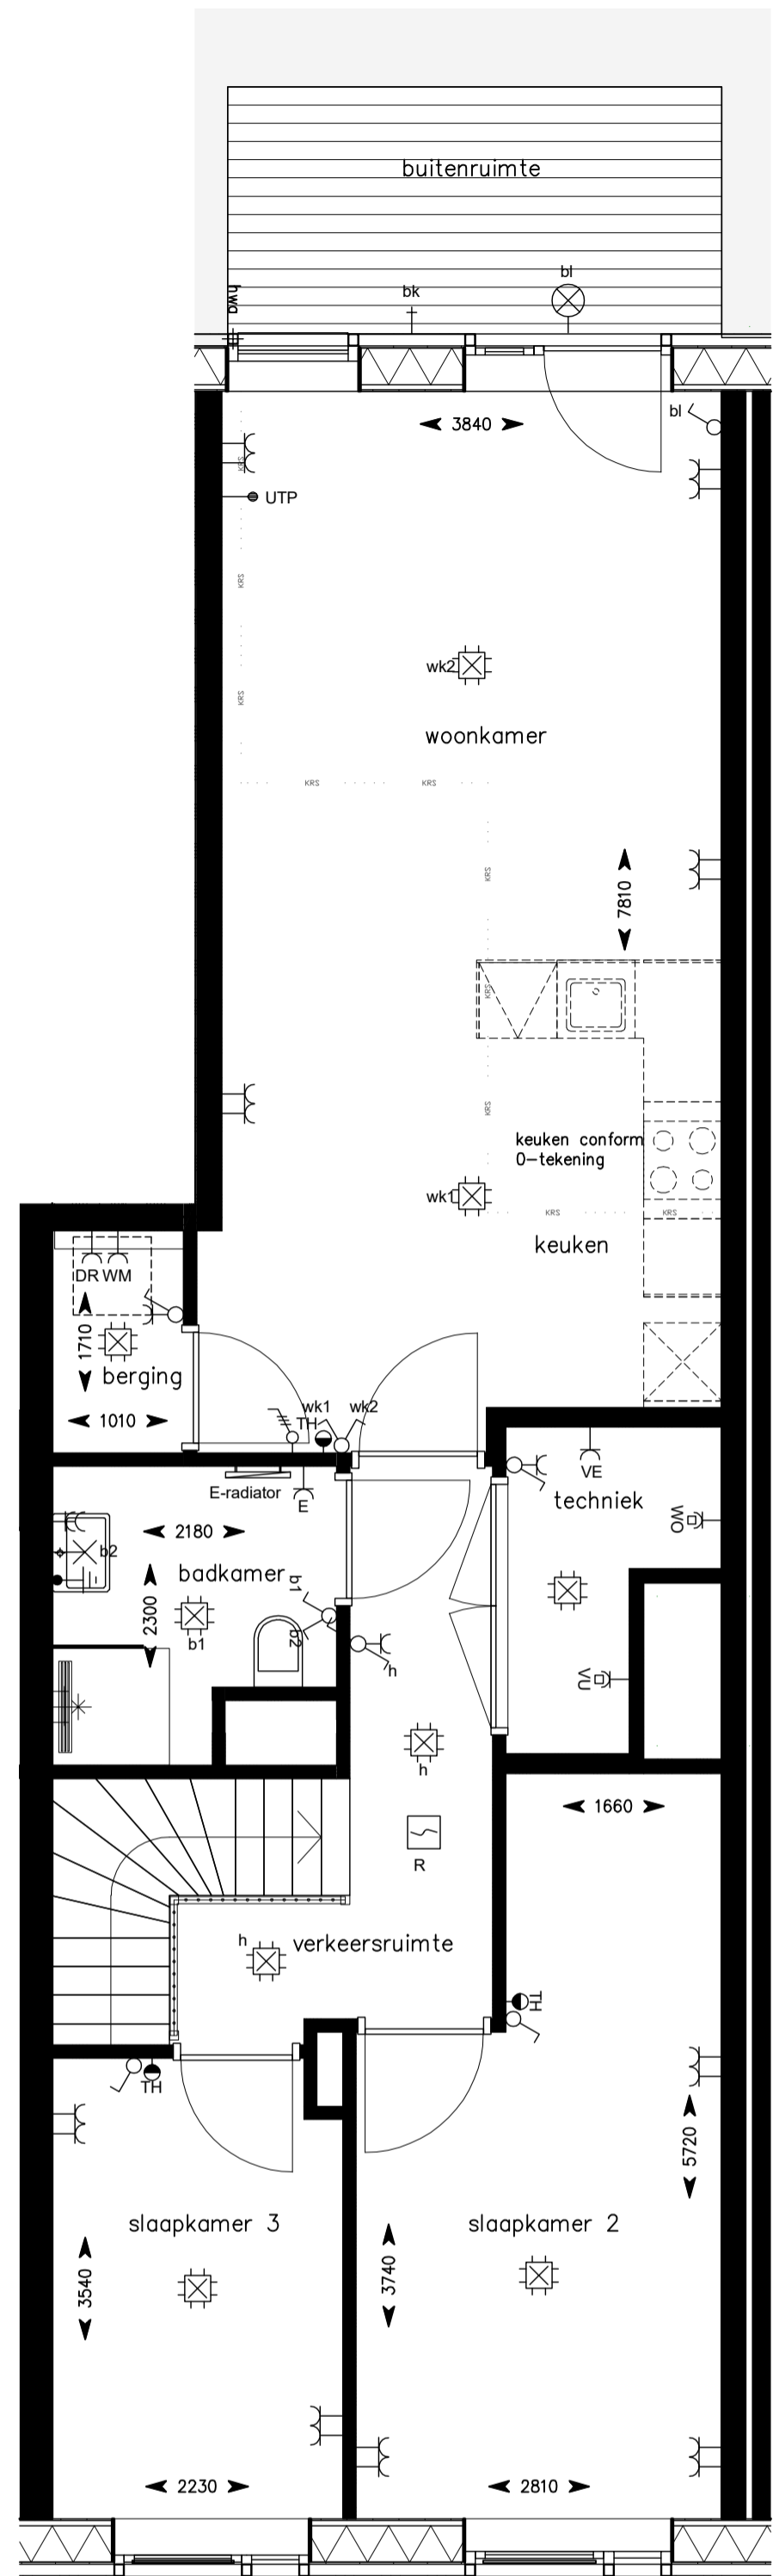 buitenruimte
bl
bk
hwa
bl
3840
KRS
UTP
KRS
wk2
KRS
woonkamer
KRS
KRS
KRS
7810
KRS
KRS
keuken conform
0-tekening
wk1
KRS
KRS
keuken
DR WM
1710
berging
1010
wk1
wk2
TH
VE
E-radiator
E
techniek
WO
2180
b2
badkamer
b1
2300
b1
b2
h
VU
h
1660
R
h
verkeersruimte
TH
TH
5720
slaapkamer 3
slaapkamer 2
3540
3740
2230
2810